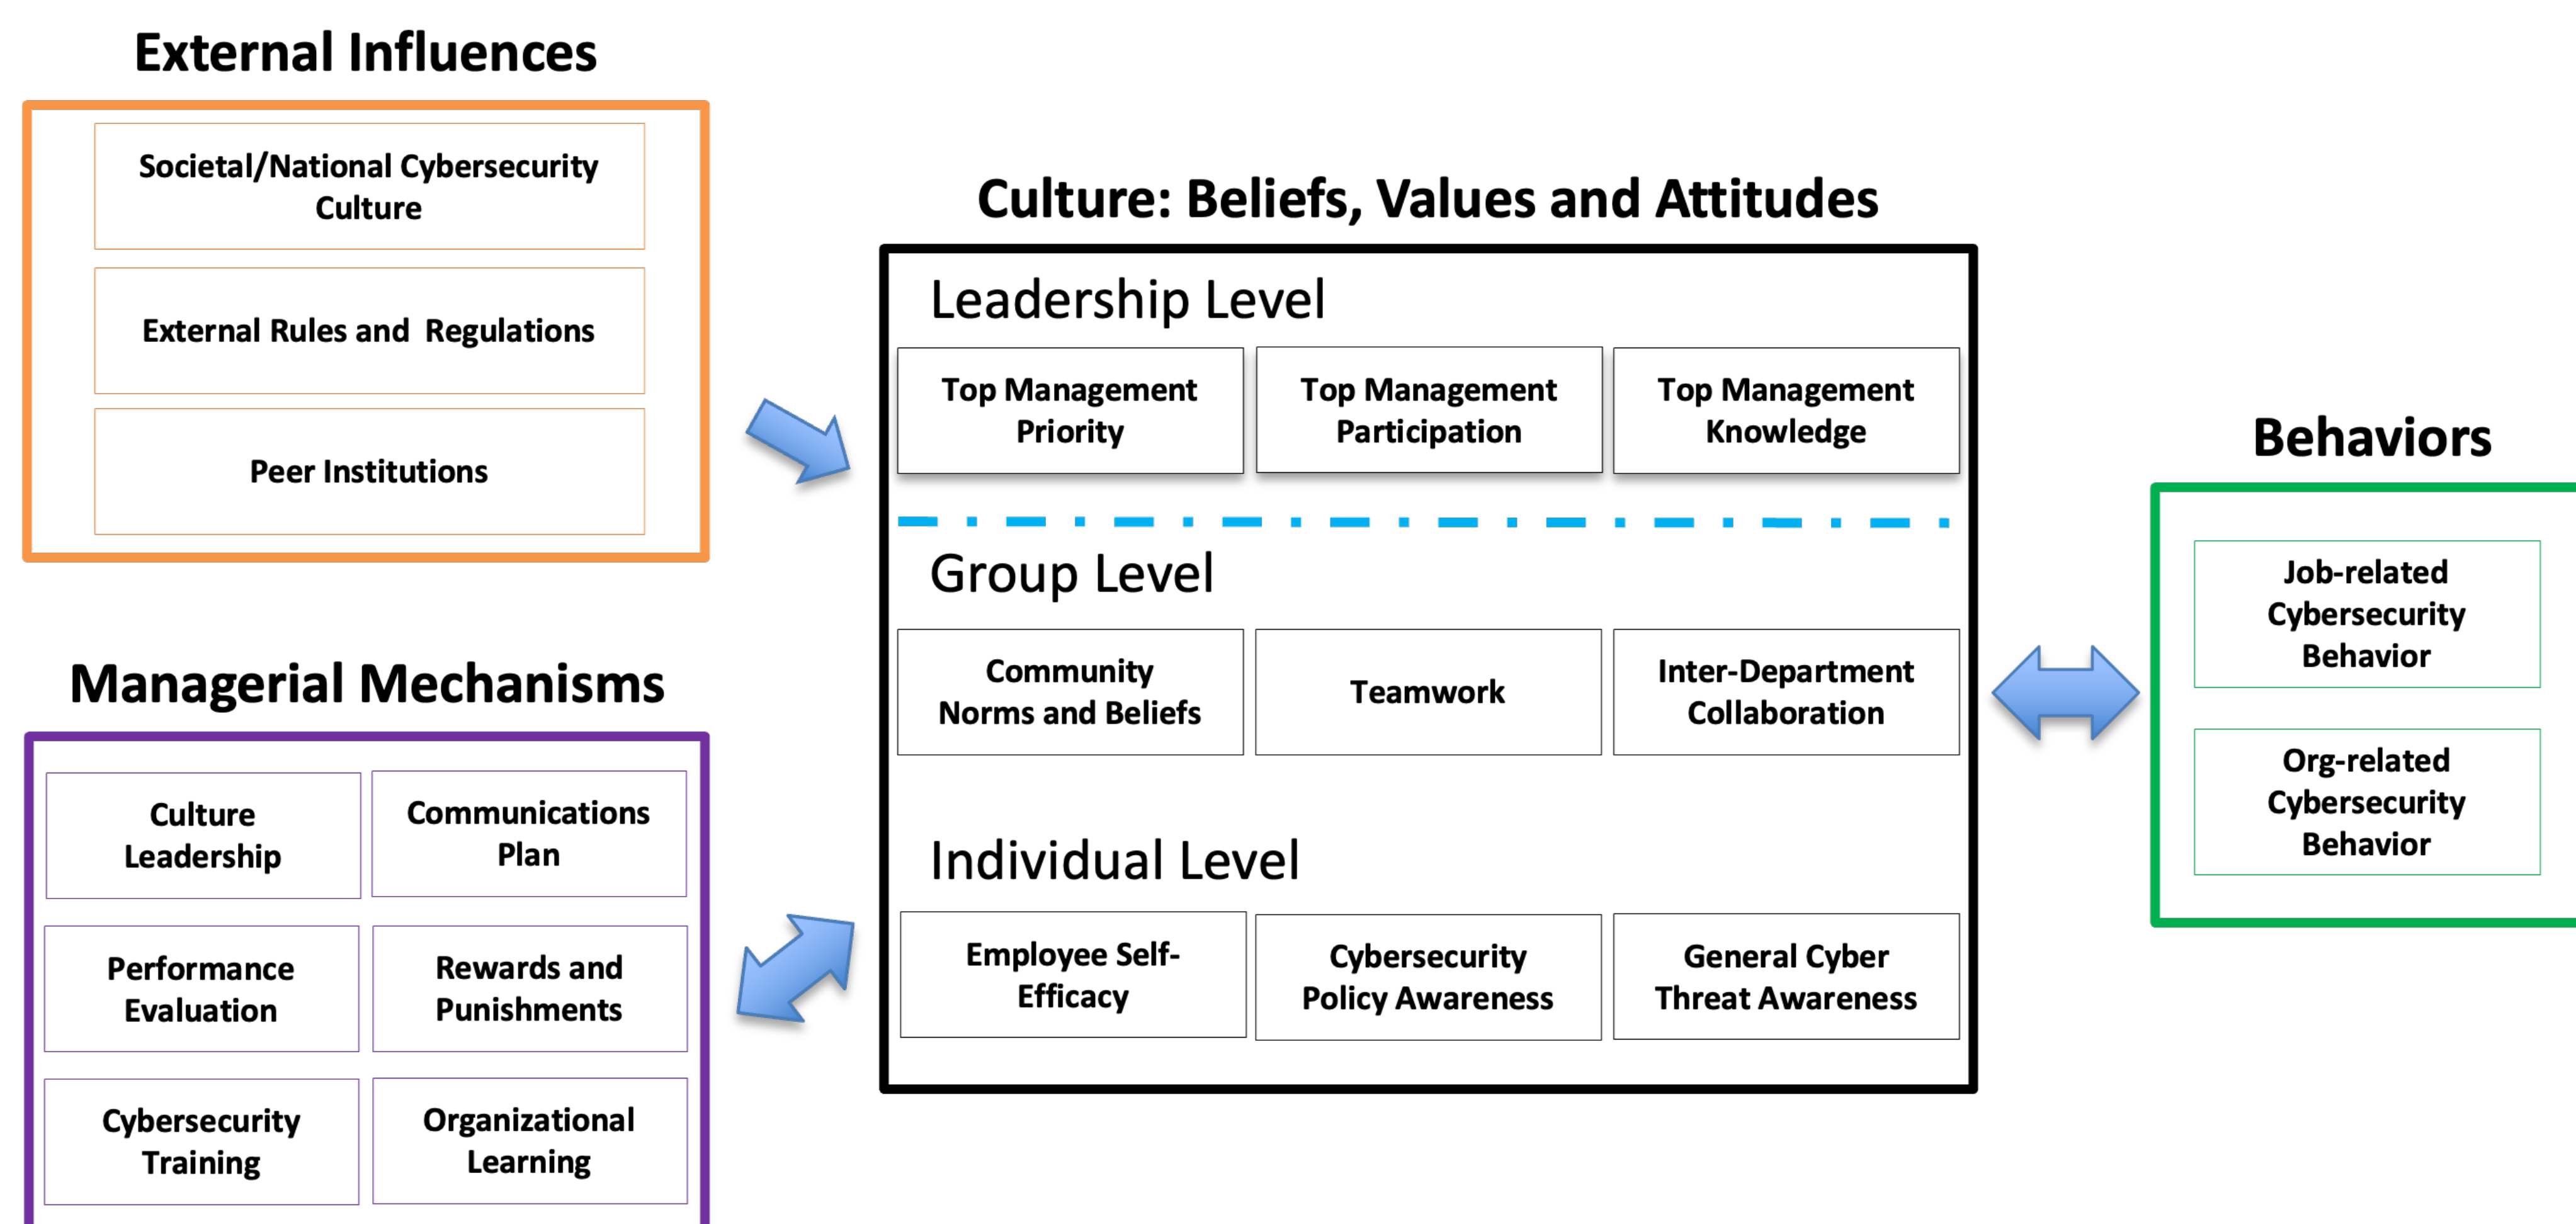 External Influences
Societal/National Cybersecurity
Culture
External Rules and Regulations
Peer Institutions
Managerial Mechanisms
Culture
Leadership
Communications
Plan
Performance
Evaluation
Rewards and
Punishments
Cybersecurity
Training
Organizational
Learning
Culture: Beliefs, Values and Attitudes
Leadership Level
Top Management
Priority
Top Management
Participation
Top Management
Knowledge
Group Level
Community
Norms and Beliefs
Teamwork
Inter-Department
Collaboration
Individual Level
Employee Self-
Efficacy
Cybersecurity
Policy Awareness
General Cyber
Threat Awareness
Behaviors
Job-related
Cybersecurity
Behavior
Org-related
Cybersecurity
Behavior